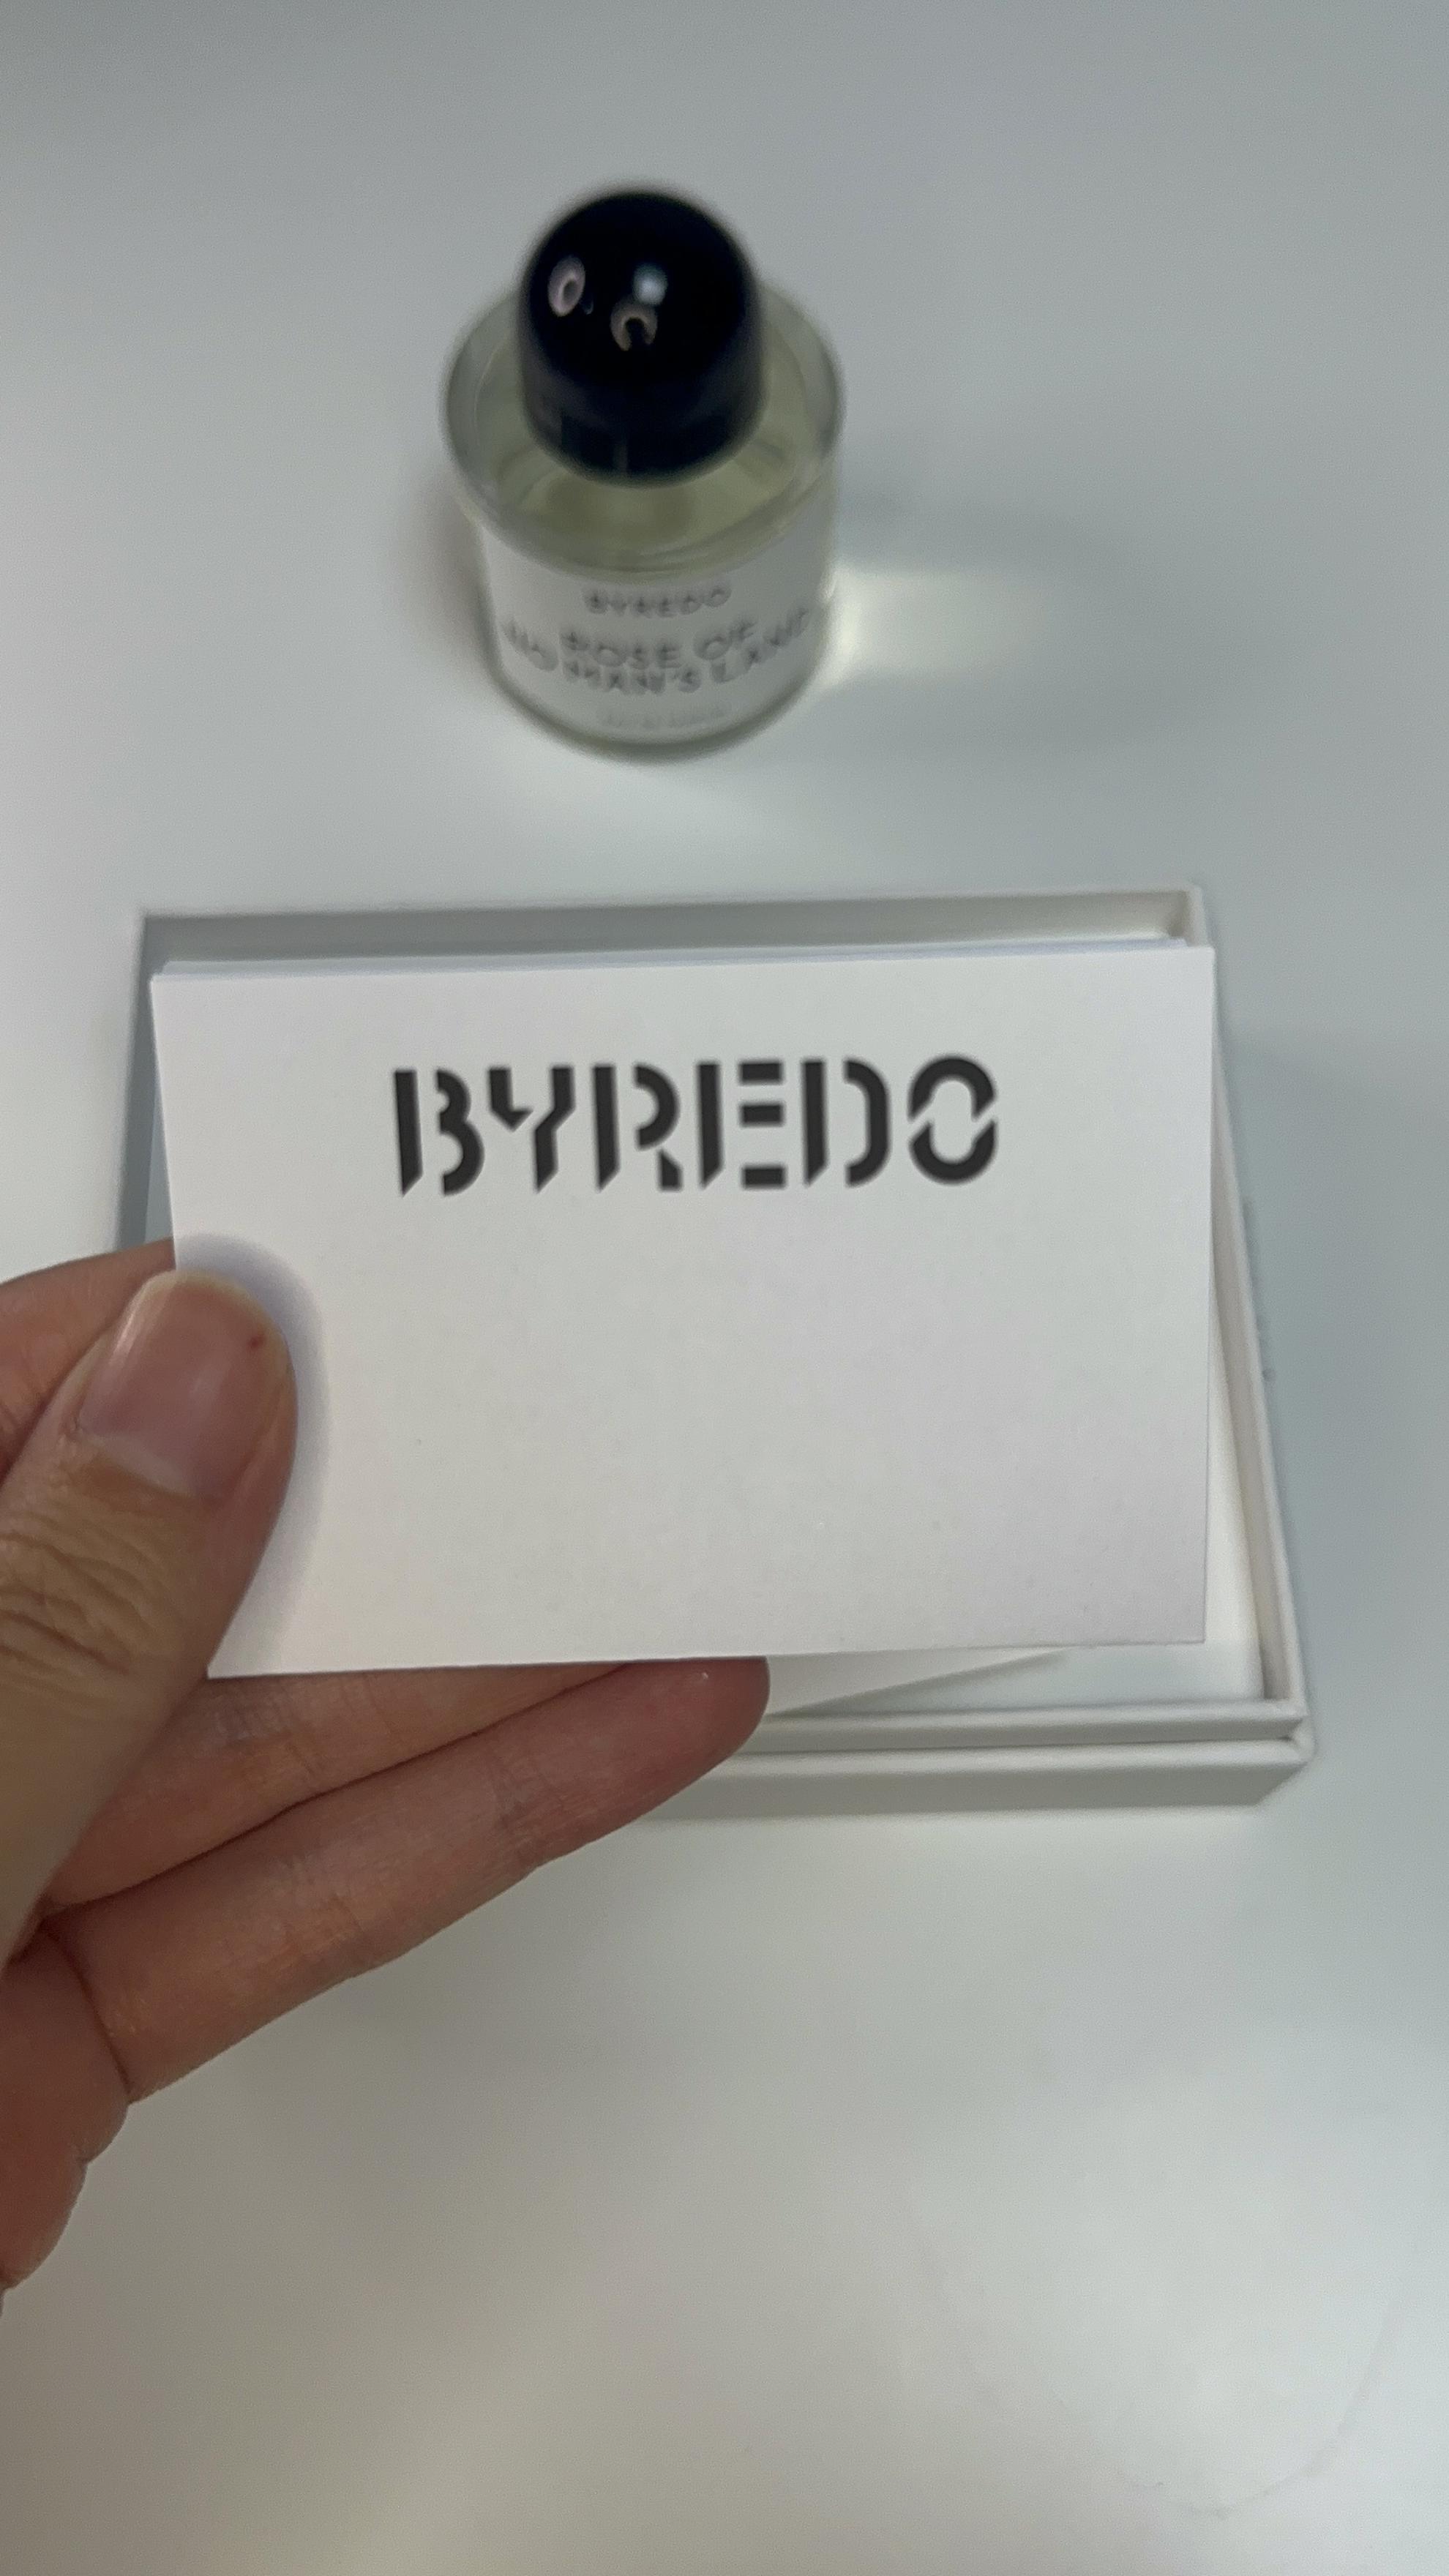 BYREDO
ROSE OF
NO MAN'S LAND
BYREDO